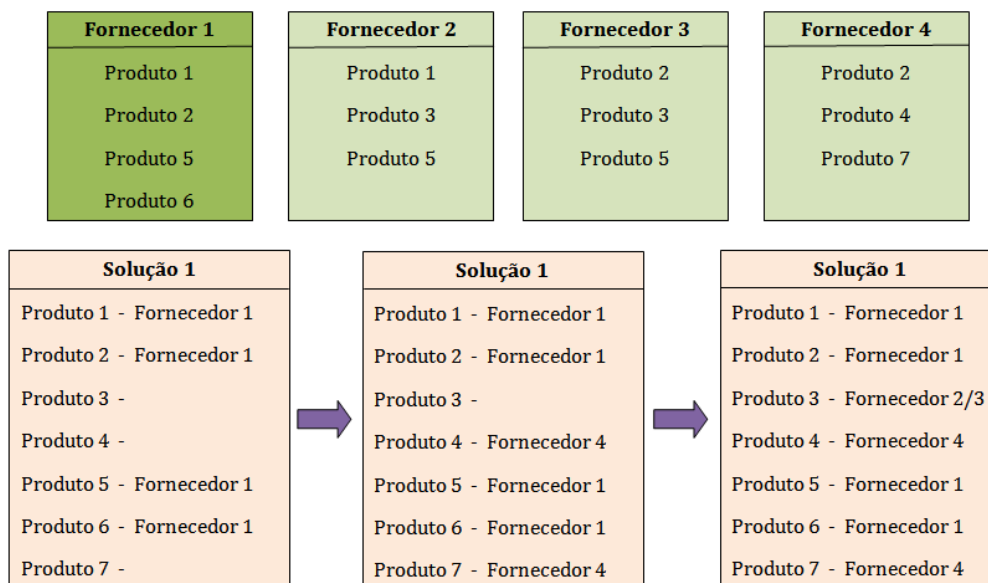 Fornecedor 1
Produto 1
Produto 2
Produto 5
Produto 6
Fornecedor 2
Produto 1
Produto 3
Produto 5
Fornecedor 3
Produto 2
Produto 3
Produto 5
Fornecedor 4
Produto 2
Produto 4
Produto 7
Solução 1
Produto 1 - Fornecedor 1
Produto 2 - Fornecedor 1
Produto 3 -
Produto 4 -
Produto 5 - Fornecedor 1
Produto 6 - Fornecedor 1
Produto 7 -
Solução 1
Produto 1 - Fornecedor 1
Produto 2 - Fornecedor 1
Produto 3 -
Produto 4 - Fornecedor 4
Produto 5 - Fornecedor 1
Produto 6 - Fornecedor 1
Produto 7 - Fornecedor 4
Solução 1
Produto 1 - Fornecedor 1
Produto 2 - Fornecedor 1
Produto 3 - Fornecedor 2/3
Produto 4 - Fornecedor 4
Produto 5 - Fornecedor 1
Produto 6 - Fornecedor 1
Produto 7 - Fornecedor 4